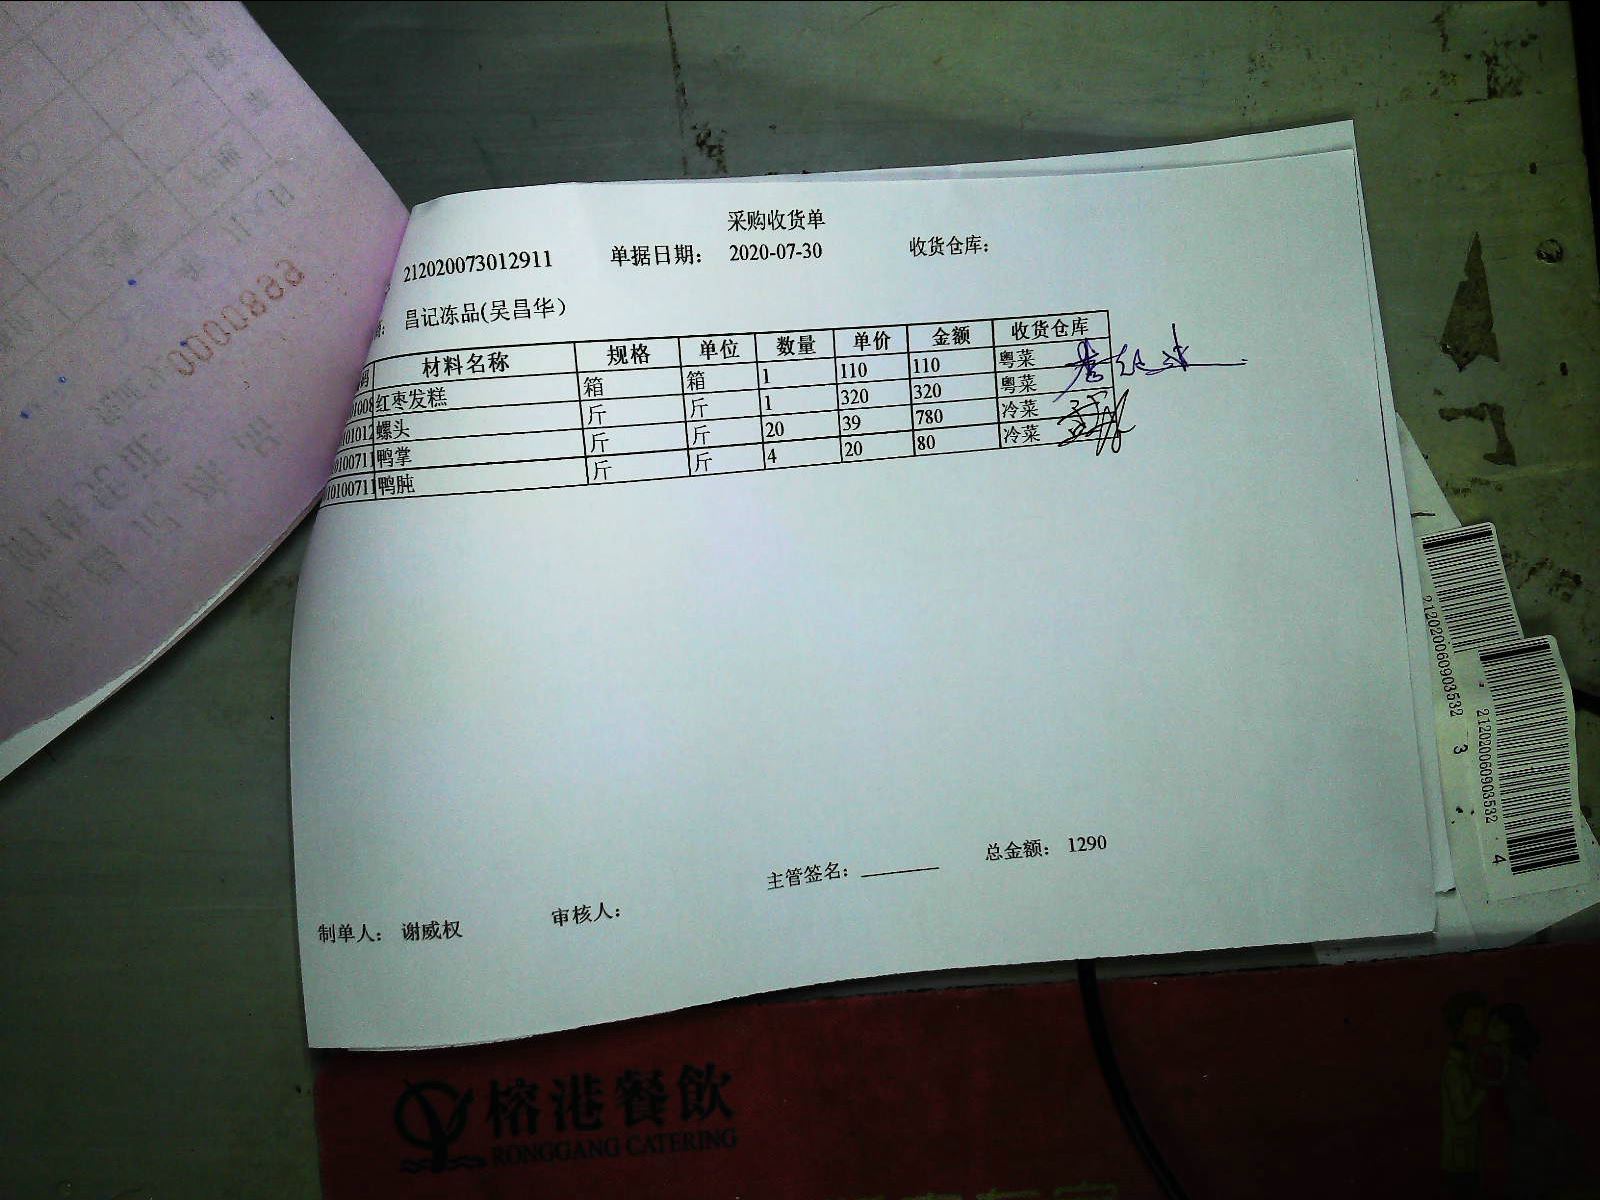 采购收货单
212020073012911 单据日期： 2020-07-30 收货仓库：
昌记冻品(吴昌华）
材料名称 规格 单位 数量 单价 金额 收货仓库
红枣发糕 箱 箱 1 110 110 粤菜
螺头 斤 斤 1 320 320 粤菜
鸭掌 斤 斤 20 39 780 冷菜
鸭肫 斤 斤 4 20 80 冷菜
主管签名： 总金额： 1290
制单人： 谢威权 审核人：
212020060903532 3
212020060903532 4
0000899
榕港餐飲
RONGGANG CATERING